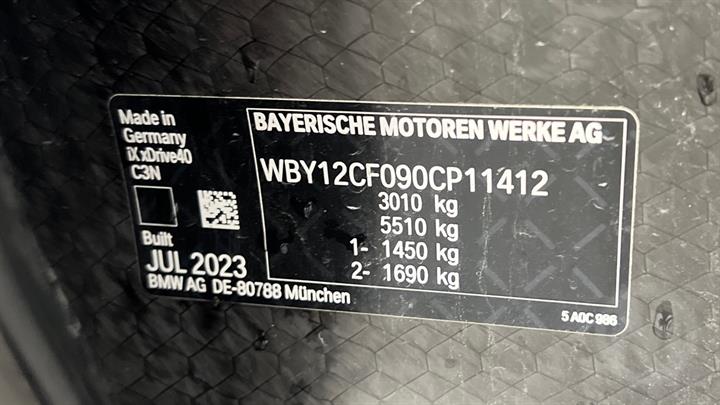 Made in
Germany
iX xDrive40
C3N
Built
JUL 2023
BMW AG DE-80788 München
BAYERISCHE MOTOREN WERKE AG
WBY12CF090CP11412
3010 kg
5510 kg
1- 1450 kg
2- 1690 kg
5 A0C 986